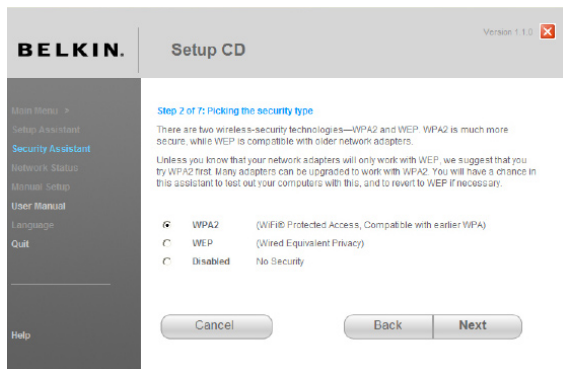 Version 1.1.0
BELKIN.
Setup CD
Main Menu >
Setup Assistant
Security Assistant
Network Status
Manual Setup
User Manual
Language
Quit
Help
Step 2 of 7: Picking the security type
There are two wireless-security technologies—WPA2 and WEP. WPA2 is much more
secure, while WEP is compatible with older network adapters.
Unless you know that your network adapters will only work with WEP, we suggest that you
try WPA2 first. Many adapters can be upgraded to work with WPA2. You will have a chance in
this assistant to test out your computers with this, and to revert to WEP if necessary.
WPA2 (WiFi® Protected Access, Compatible with earlier WPA)
WEP (Wired Equivalent Privacy)
Disabled No Security
Cancel
Back
Next